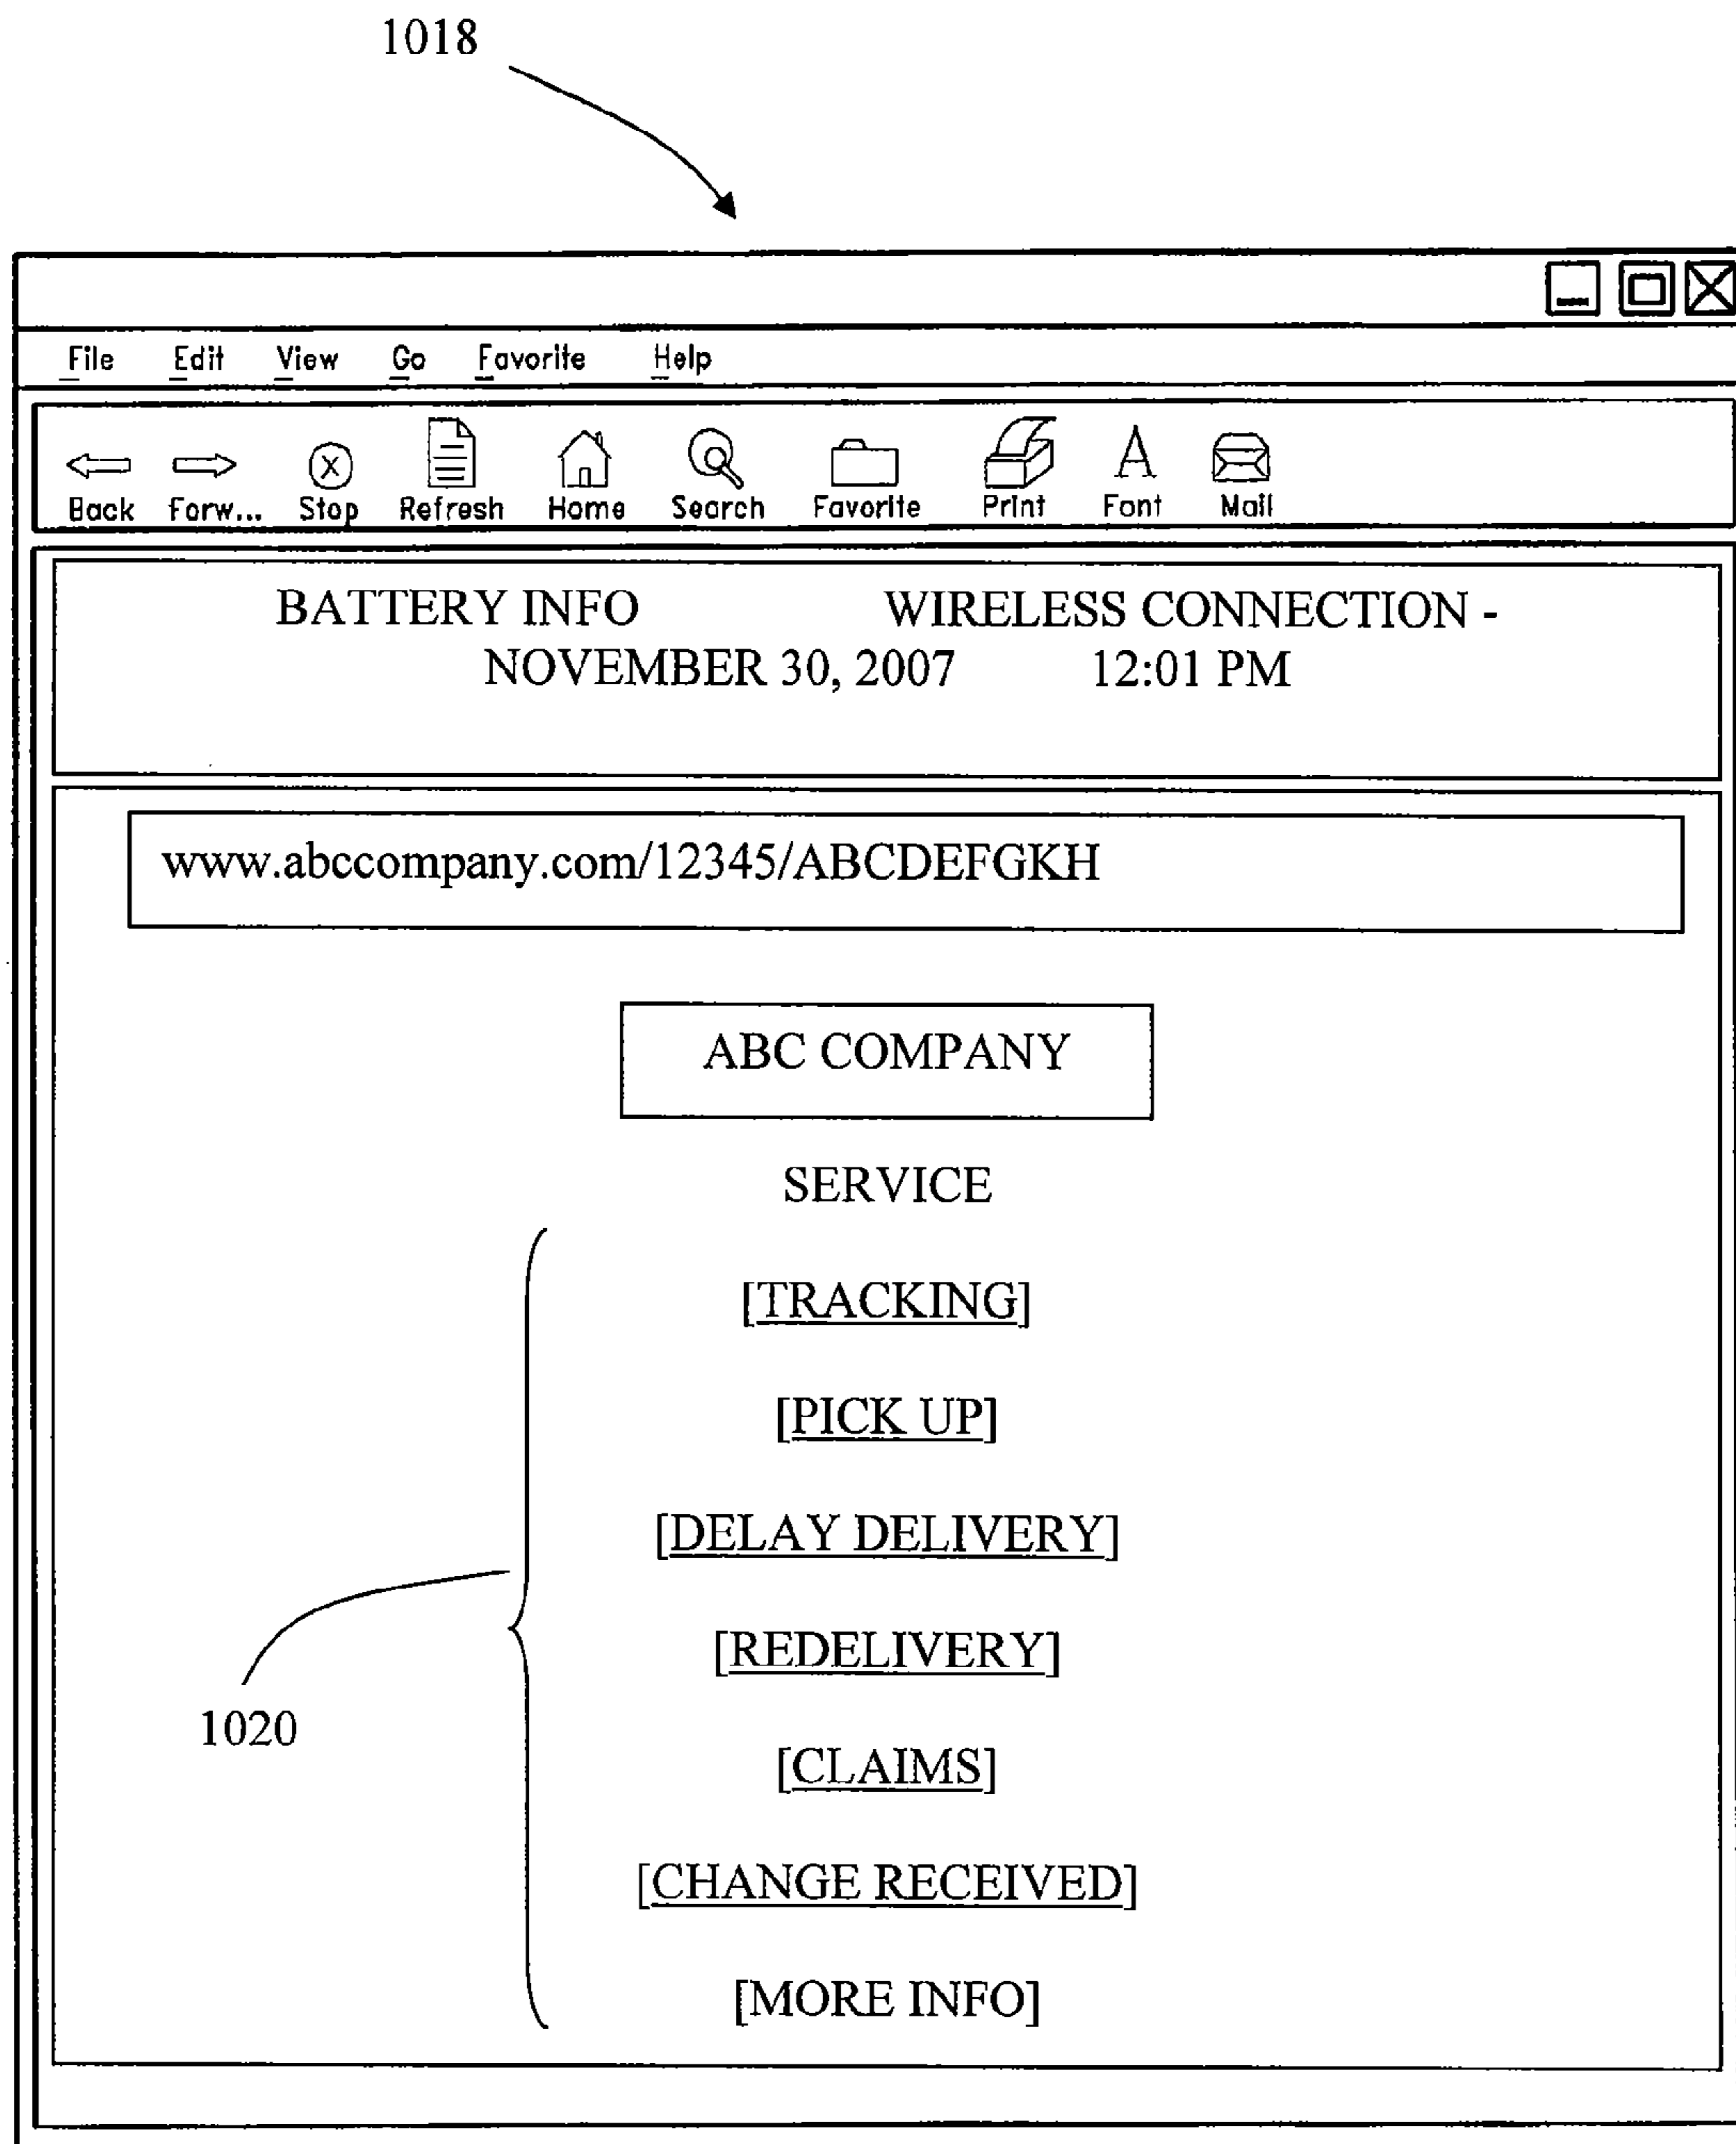 1018
File Edit View Go Favorite Help
Back Forw... Stop Refresh Home Search Favorite Print Font Mail
BATTERY INFO WIRELESS CONNECTION -
NOVEMBER 30, 2007 12:01 PM
www.abccompany.com/12345/ABCDEFGKH
ABC COMPANY
SERVICE
[TRACKING]
[PICK UP]
[DELAY DELIVERY]
[REDELIVERY]
1020
[CLAIMS]
[CHANGE RECEIVED]
[MORE INFO]